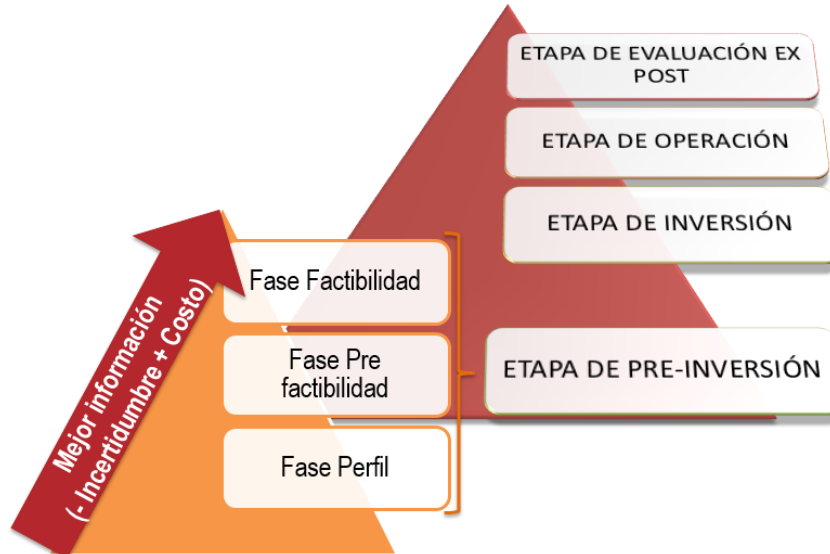 ETAPA DE EVALUACIÓN EX
POST
ETAPA DE OPERACIÓN
ETAPA DE INVERSIÓN
Fase Factibilidad
Fase Pre
factibilidad
ETAPA DE PRE-INVERSIÓN
Fase Perfil
Mejor información
(- Incertidumbre + Costo)